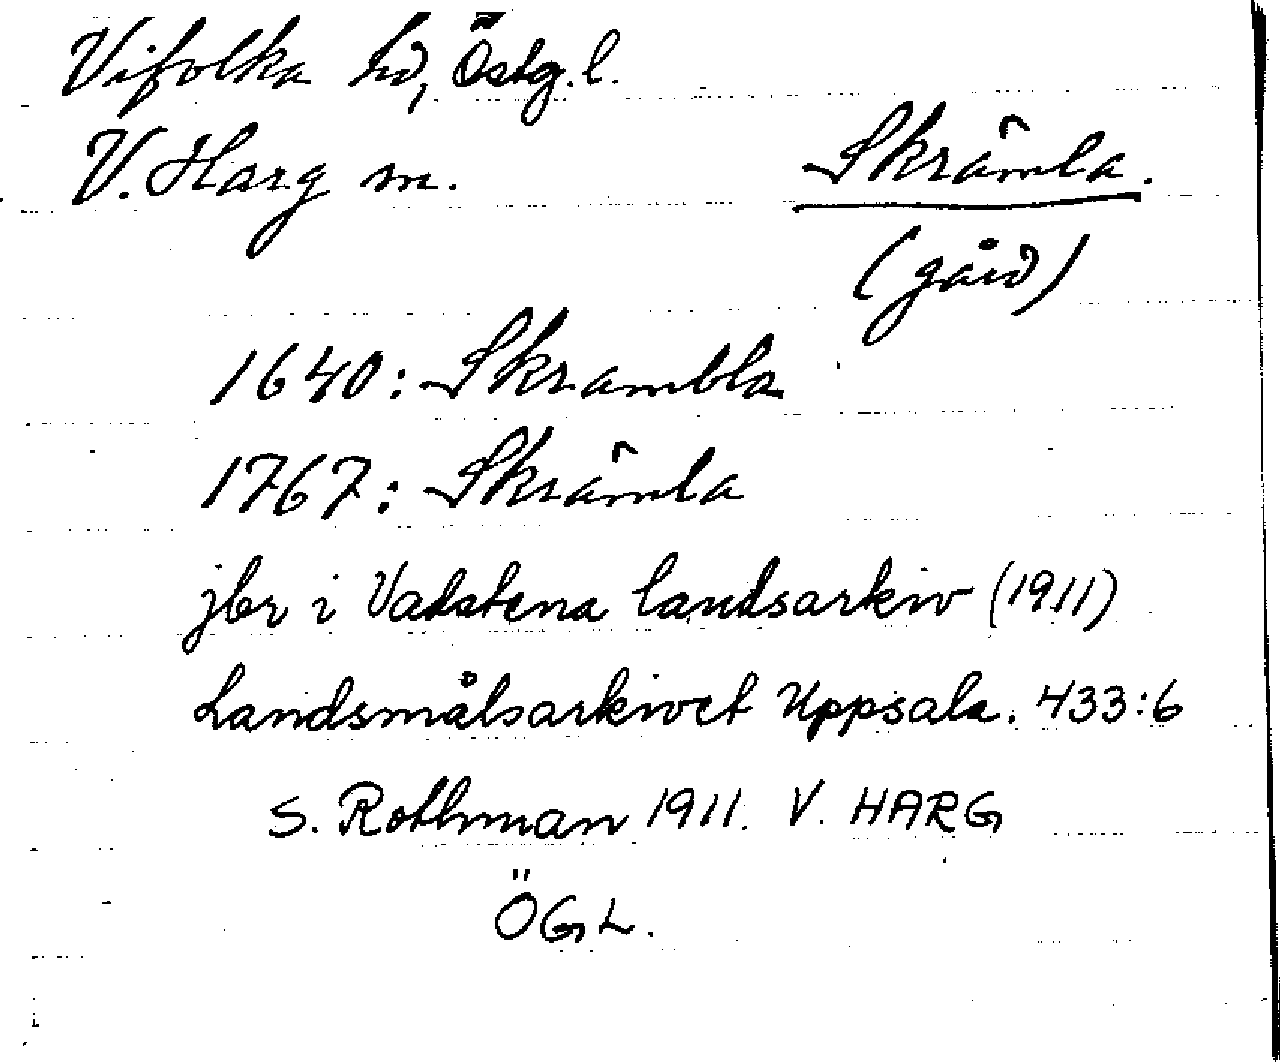 Vifolka hd, Östg. l.
V. Harg sn.
Skrämla.
(gård)
1640: Skrambla
1767: Skrämla
jbr i Vadstena landsarkiv (1911)
Landsmålsarkivet Uppsala. 433:6
S. Rothman 1911. V. HARG
ÖGL.